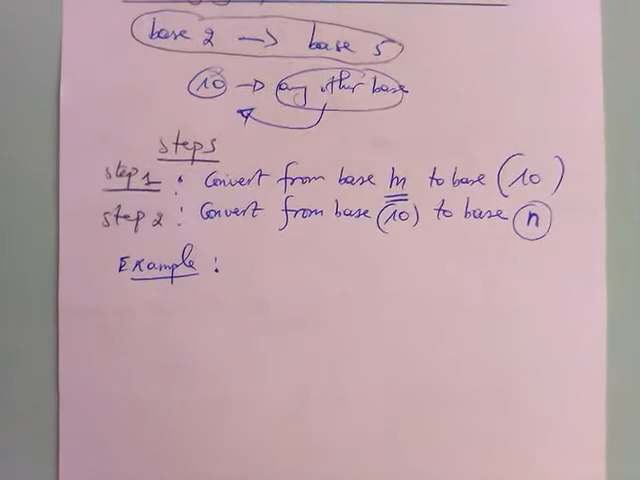 base 2 → base 5
10 → any other base
steps
step 1 : Convert from base m to base (10)
step 2 : Convert from base (10) to base n
Example :